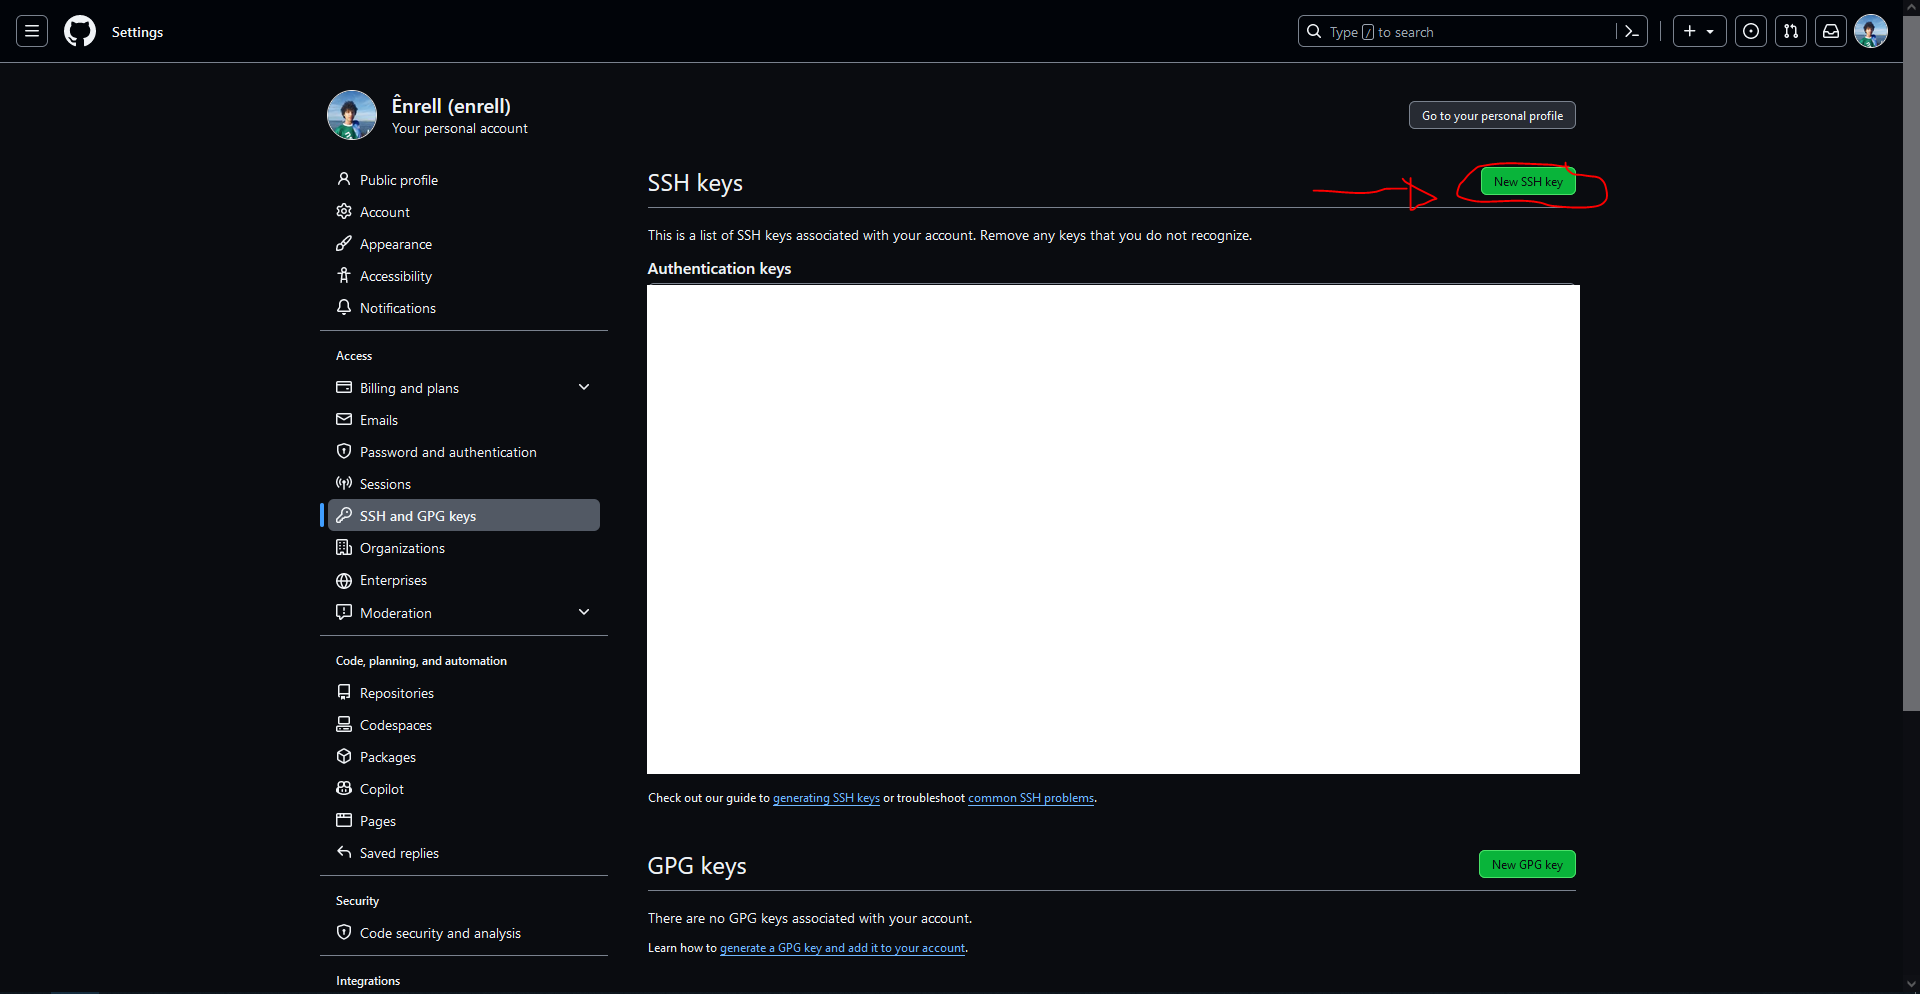 Settings
Type / to search
Ênrell (enrell)
Your personal account
Go to your personal profile
Public profile
Account
Appearance
Accessibility
Notifications
Access
Billing and plans
Emails
Password and authentication
Sessions
SSH and GPG keys
Organizations
Enterprises
Moderation
Code, planning, and automation
Repositories
Codespaces
Packages
Copilot
Pages
Saved replies
Security
Code security and analysis
Integrations
SSH keys
New SSH key
This is a list of SSH keys associated with your account. Remove any keys that you do not recognize.
Authentication keys
Check out our guide to generating SSH keys or troubleshoot common SSH problems.
GPG keys
New GPG key
There are no GPG keys associated with your account.
Learn how to generate a GPG key and add it to your account.